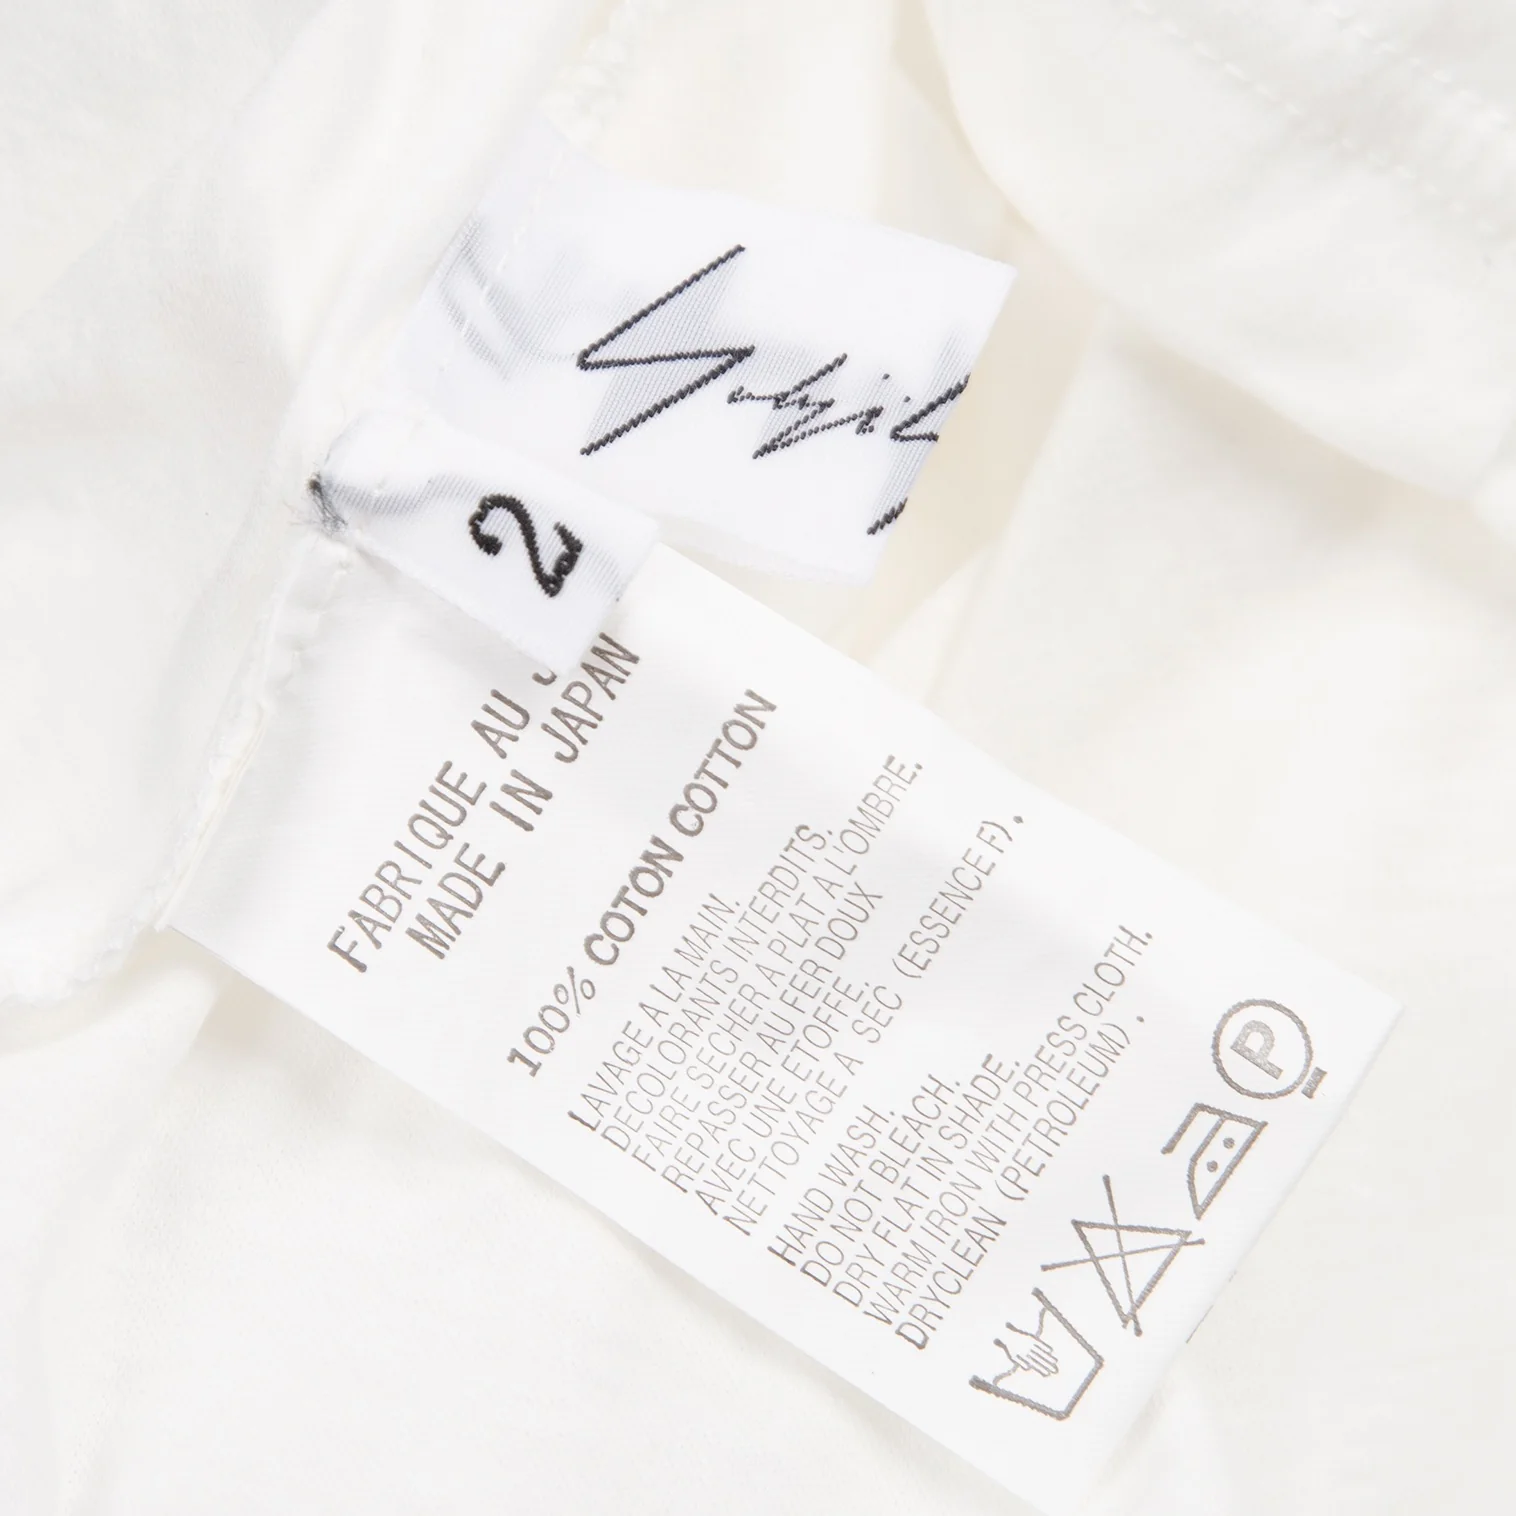 2
FABRIQUE AU J
MADE IN JAPAN
100% COTON COTTON
LAVAGE A LA MAIN.
DECOLORANTS INTERDITS.
FAIRE SECHER A PLAT A L'OMBRE.
REPASSER AU FER DOUX
AVEC UNE ETOFFE.
NETTOYAGE A SEC (ESSENCE F).
HAND WASH.
DO NOT BLEACH.
DRY FLAT IN SHADE.
WARM IRON WITH PRESS CLOTH.
DRYCLEAN (PETROLEUM).
P